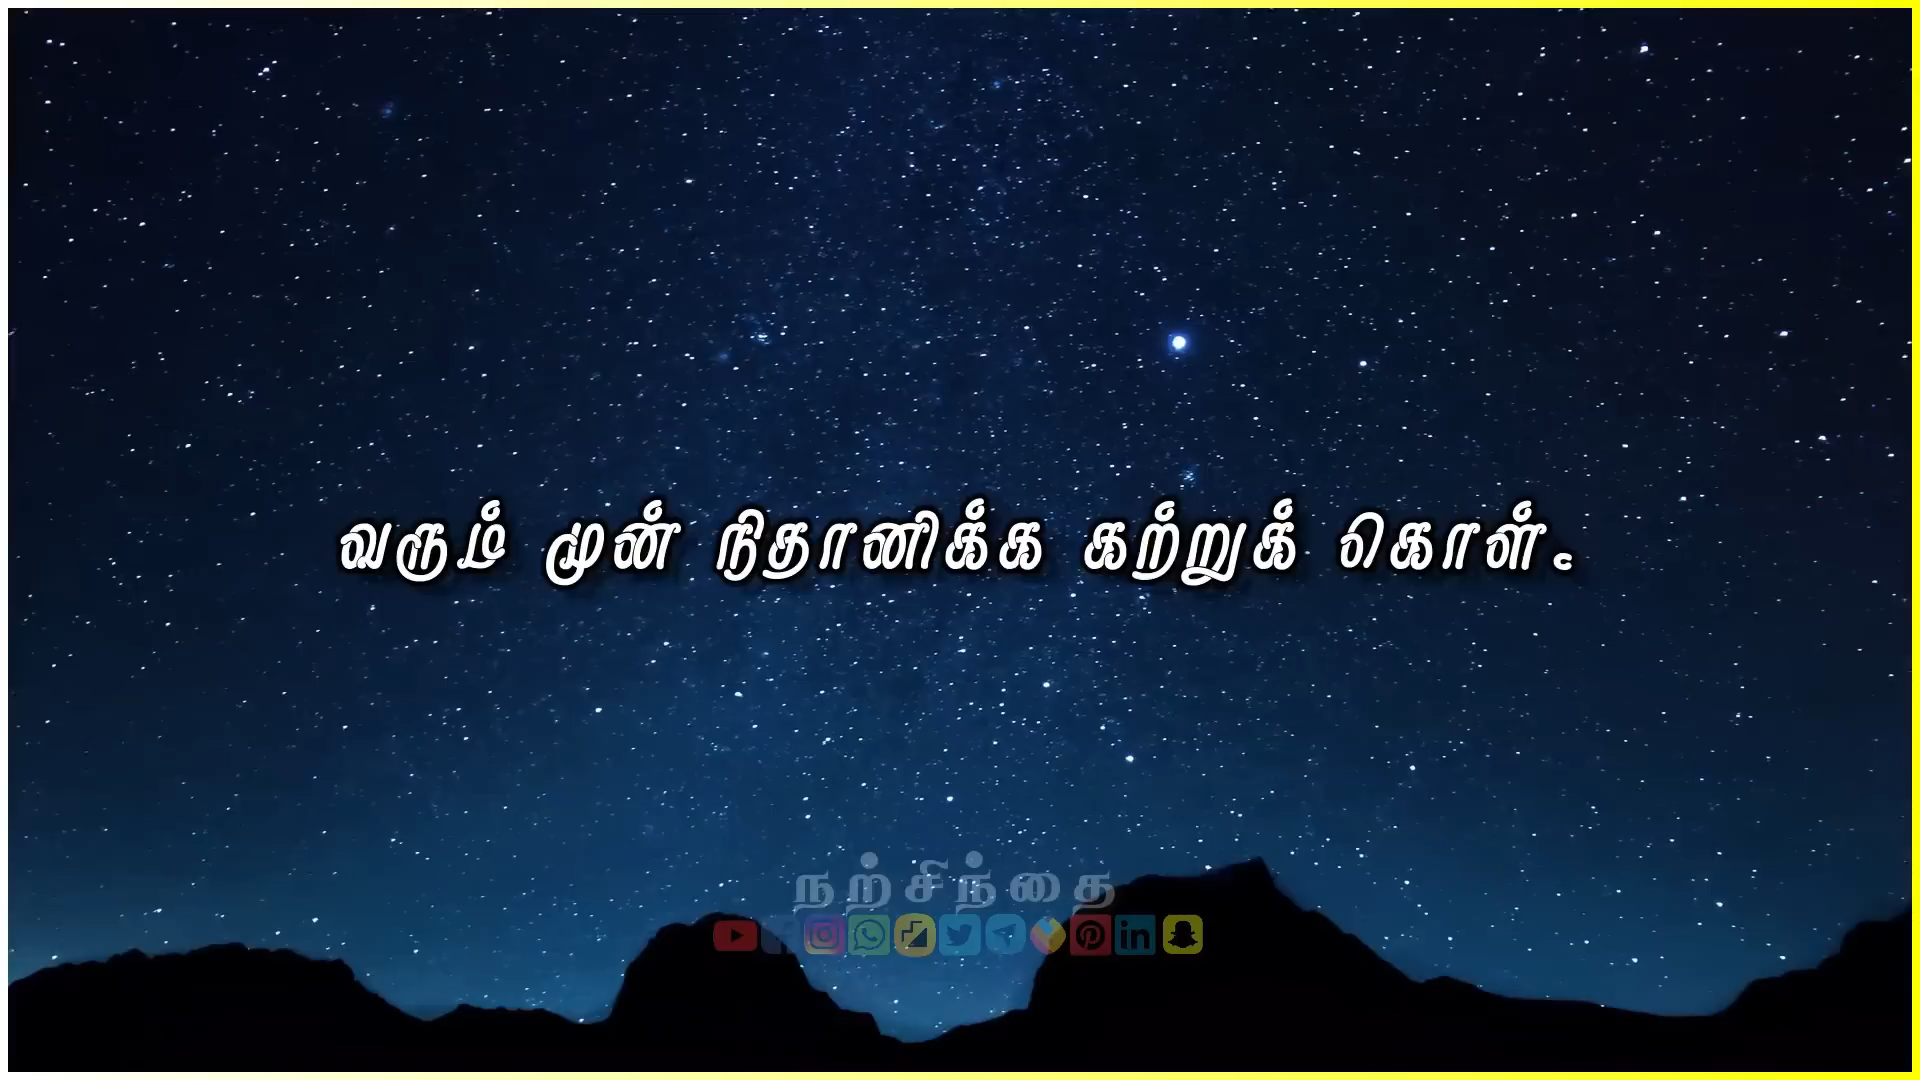 வரும் முன் நிதானிக்க கற்றுக் கொள்.
நற்சிந்தை